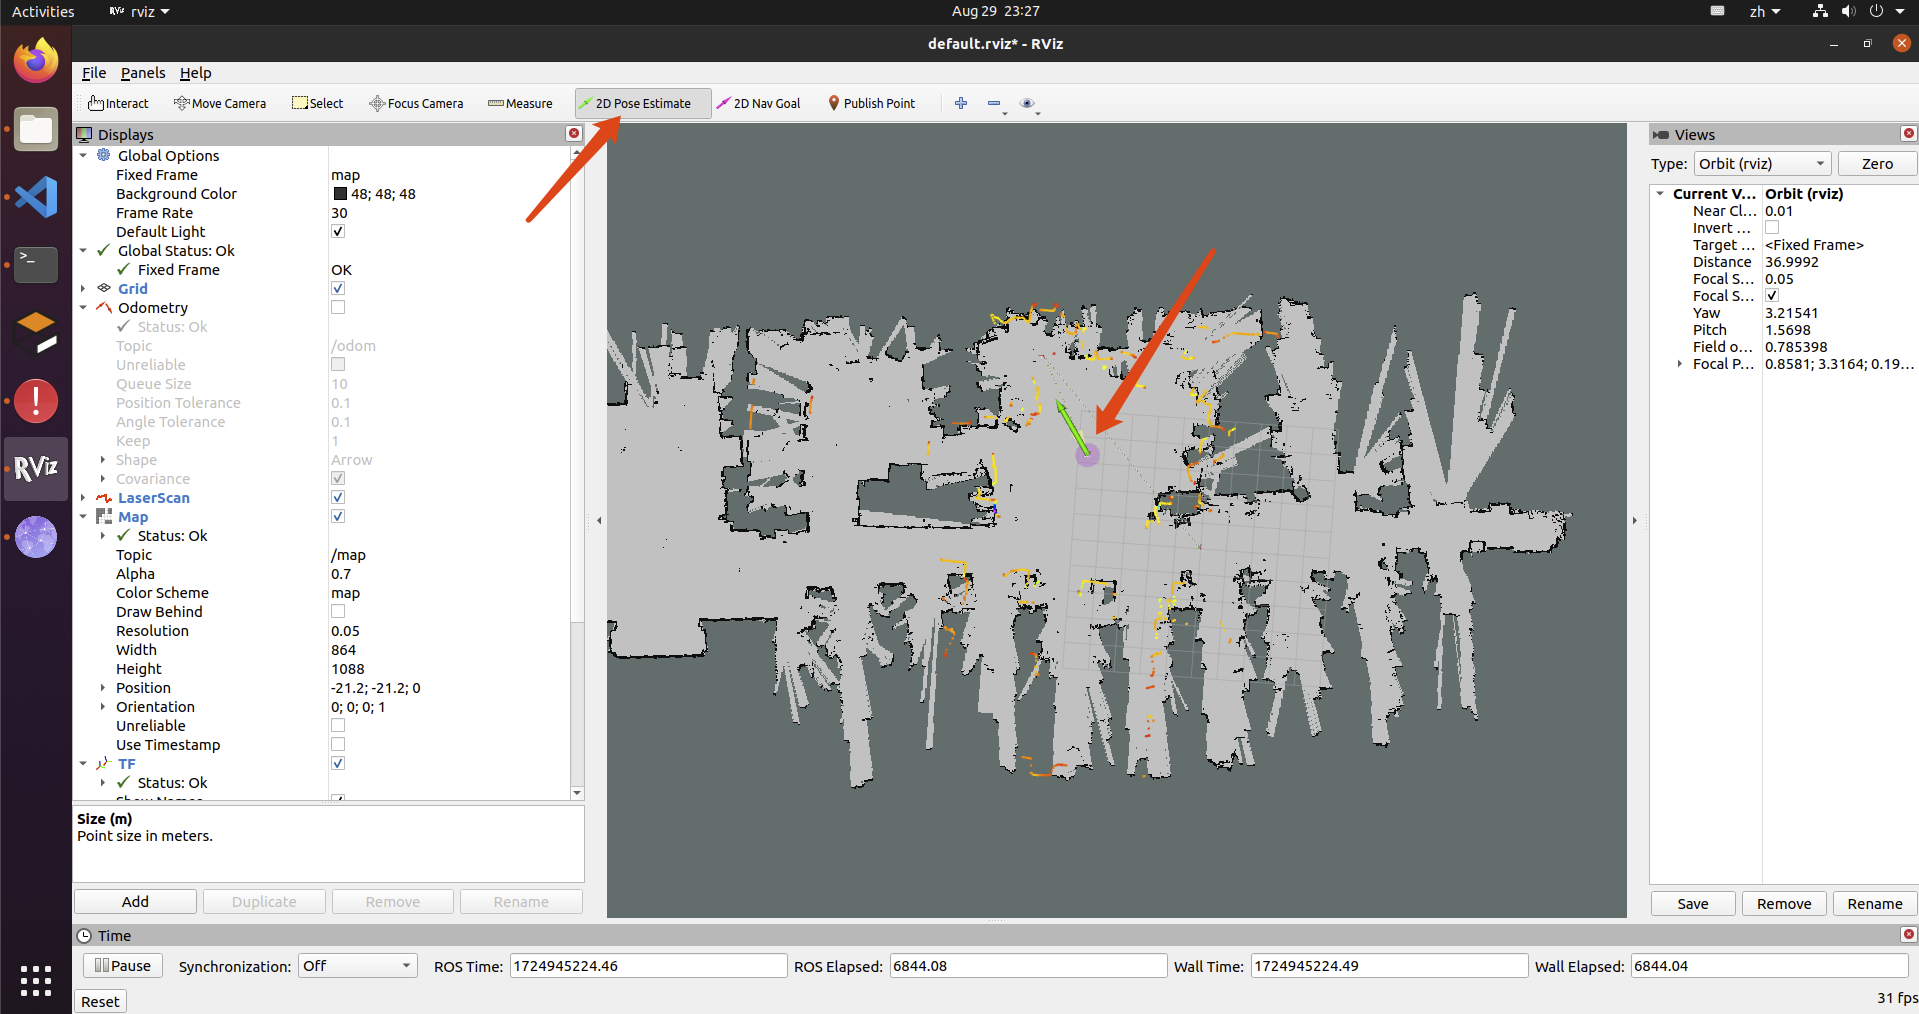 Activities
RViz rviz
Aug 29 23:27
zh
default.rviz* - RViz
File Panels Help
Interact Move Camera Select Focus Camera Measure 2D Pose Estimate 2D Nav Goal Publish Point
Displays
Global Options
Fixed Frame map
Background Color 48; 48; 48
Frame Rate 30
Default Light
Global Status: Ok
Fixed Frame OK
Grid
Odometry
Status: Ok
Topic /odom
Unreliable
Queue Size 10
Position Tolerance 0.1
Angle Tolerance 0.1
Keep 1
Shape Arrow
Covariance
LaserScan
Map
Status: Ok
Topic /map
Alpha 0.7
Color Scheme map
Draw Behind
Resolution 0.05
Width 864
Height 1088
Position -21.2; -21.2; 0
Orientation 0; 0; 0; 1
Unreliable
Use Timestamp
TF
Status: Ok
Size (m)
Point size in meters.
Add Duplicate Remove Rename
RViz
Views
Type: Orbit (rviz) Zero
Current V... Orbit (rviz)
Near Cl... 0.01
Invert ...
Target ... <Fixed Frame>
Distance 36.9992
Focal S... 0.05
Focal S...
Yaw 3.21541
Pitch 1.5698
Field o... 0.785398
Focal P... 0.8581; 3.3164; 0.19...
Save Remove Rename
Time
Pause Synchronization: Off ROS Time: 1724945224.46 ROS Elapsed: 6844.08 Wall Time: 1724945224.49 Wall Elapsed: 6844.04
Reset
31 fps